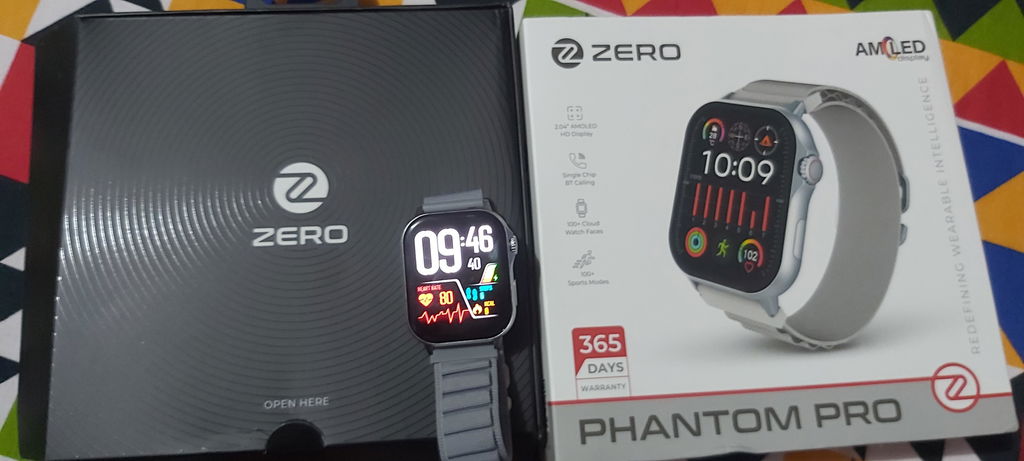 ZERO
OPEN HERE
09:46
40
HEART RATE
80
KCAL
ZERO
AMOLED
display
2.04" AMOLED
HD Display
Single Chip
BT Calling
100+ Cloud
Watch Faces
100+
Sports Modes
10:09
102
365
DAYS
WARRANTY
REDEFINING WEARABLE INTELLIGENCE
PHANTOM PRO